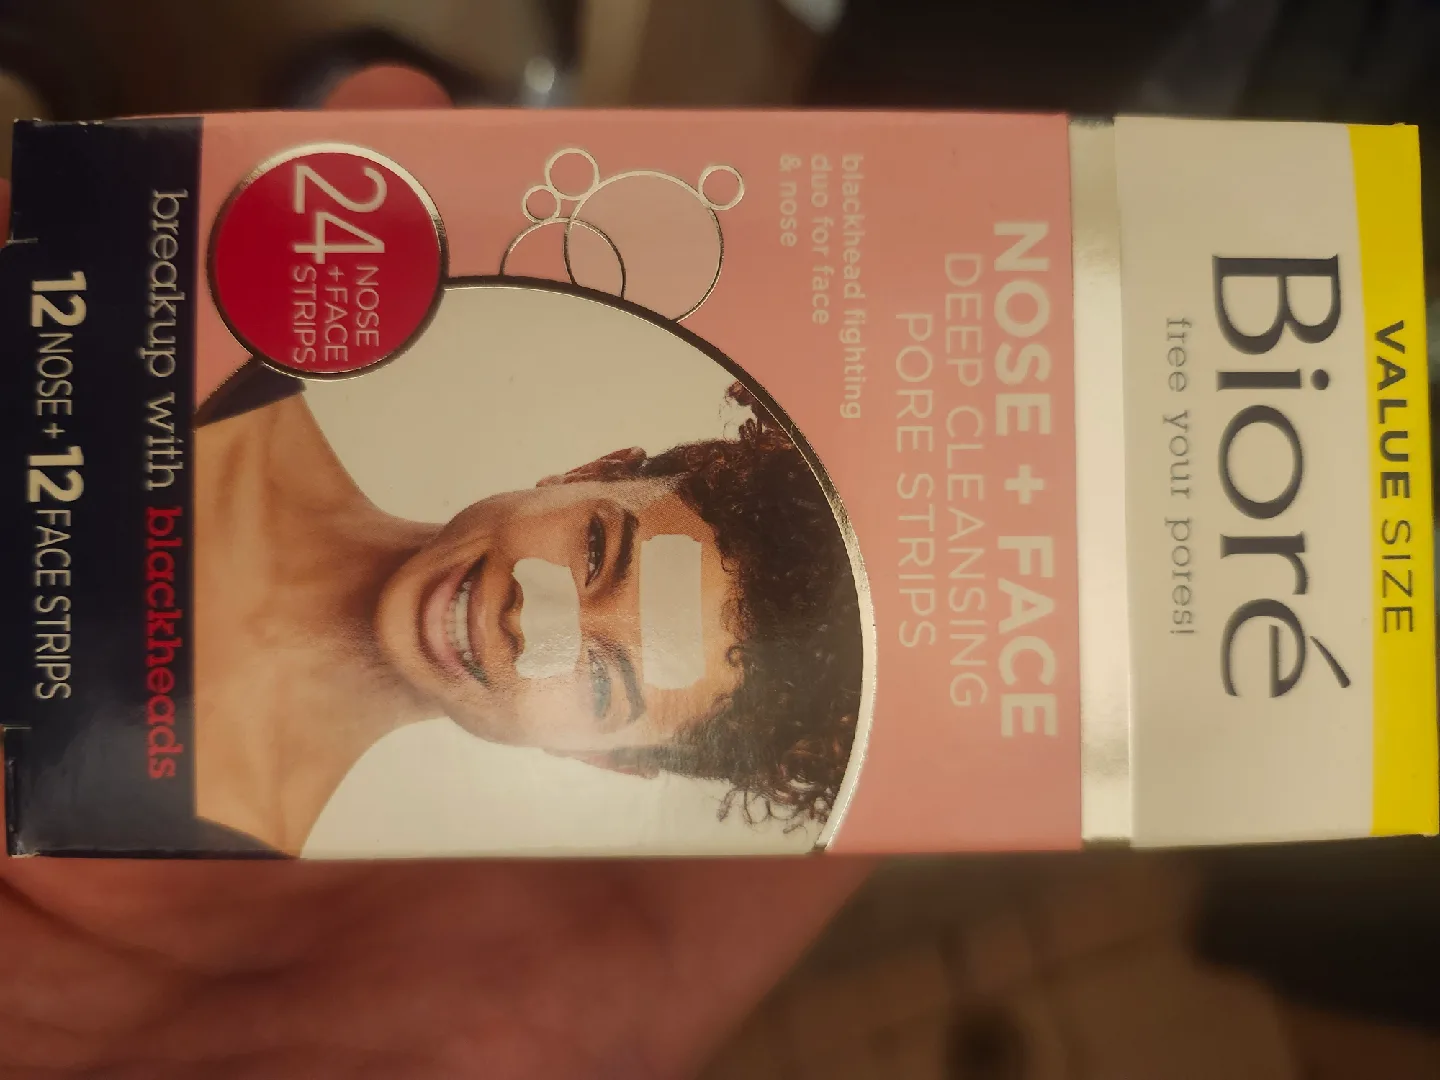 VALUE SIZE
Bioré
free your pores!
NOSE + FACE
DEEP CLEANSING
PORE STRIPS
blackhead fighting
duo for face
& nose
24 NOSE
+FACE
STRIPS
breakup with blackheads
12 NOSE + 12 FACE STRIPS